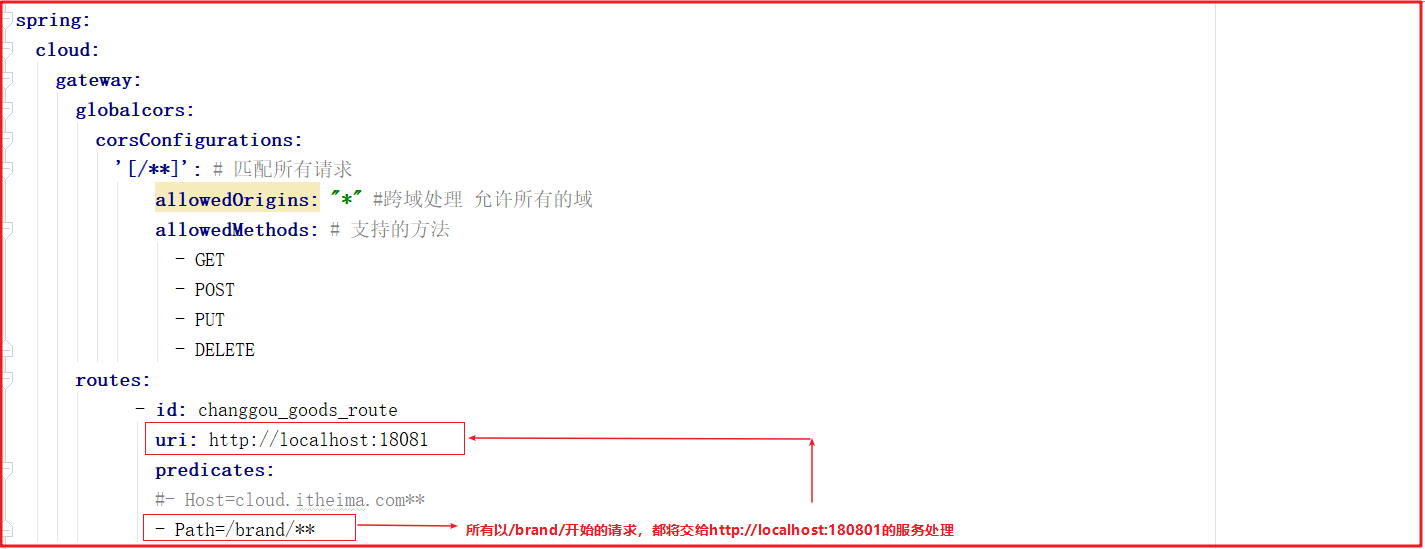 spring:
cloud:
gateway:
globalcors:
corsConfigurations:
'[/**]': # 匹配所有请求
allowedOrigins: "*" #跨域处理 允许所有的域
allowedMethods: # 支持的方法
- GET
- POST
- PUT
- DELETE
routes:
- id: changgou_goods_route
uri: http://localhost:18081
predicates:
#- Host=cloud.itheima.com**
- Path=/brand/**
所有以/brand/开始的请求，都将交给http://localhost:180801的服务处理